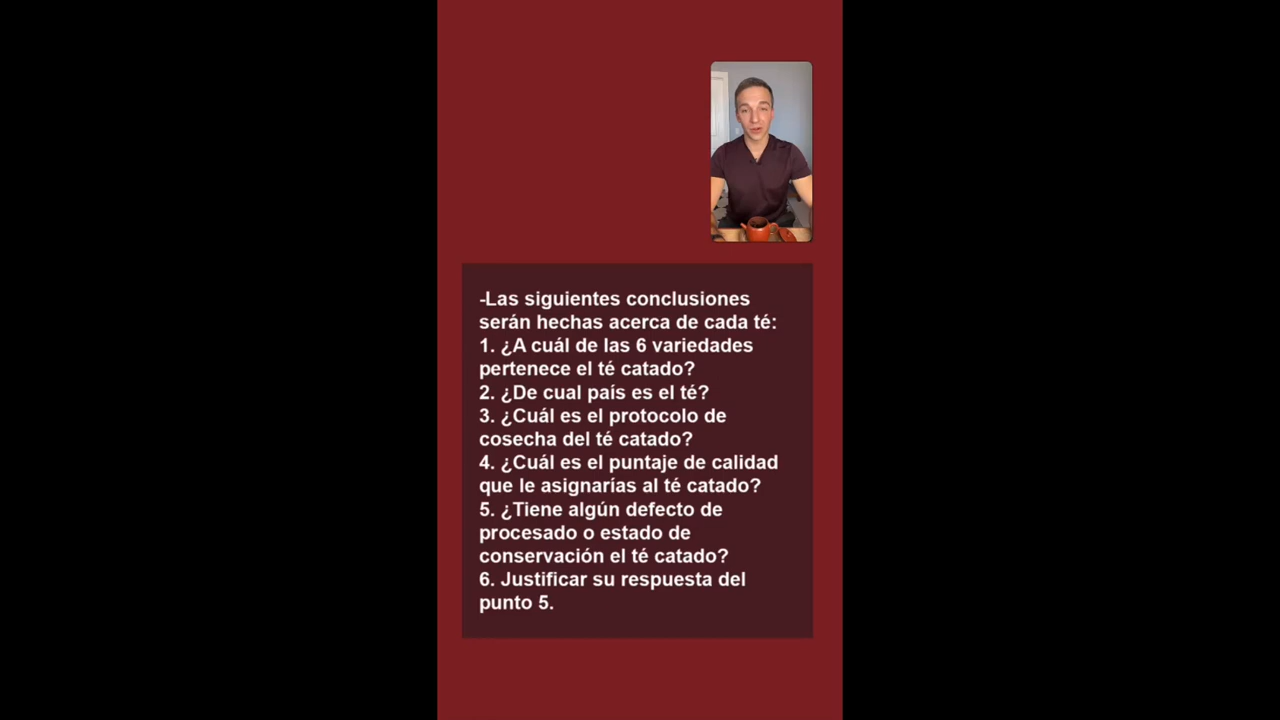 -Las siguientes conclusiones
serán hechas acerca de cada té:
1. ¿A cuál de las 6 variedades
pertenece el té catado?
2. ¿De cual país es el té?
3. ¿Cuál es el protocolo de
cosecha del té catado?
4. ¿Cuál es el puntaje de calidad
que le asignarías al té catado?
5. ¿Tiene algún defecto de
procesado o estado de
conservación el té catado?
6. Justificar su respuesta del
punto 5.